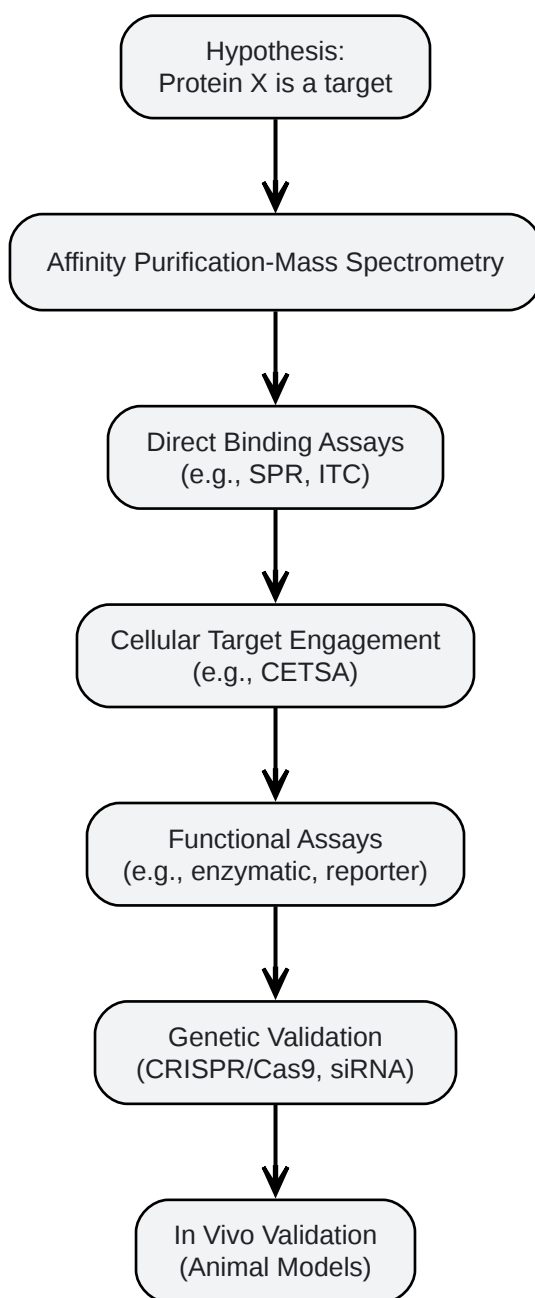 Hypothesis:
Protein X is a target
Affinity Purification-Mass Spectrometry
Direct Binding Assays
(e.g., SPR, ITC)
Cellular Target Engagement
(e.g., CETSA)
Functional Assays
(e.g., enzymatic, reporter)
Genetic Validation
(CRISPR/Cas9, siRNA)
In Vivo Validation
(Animal Models)